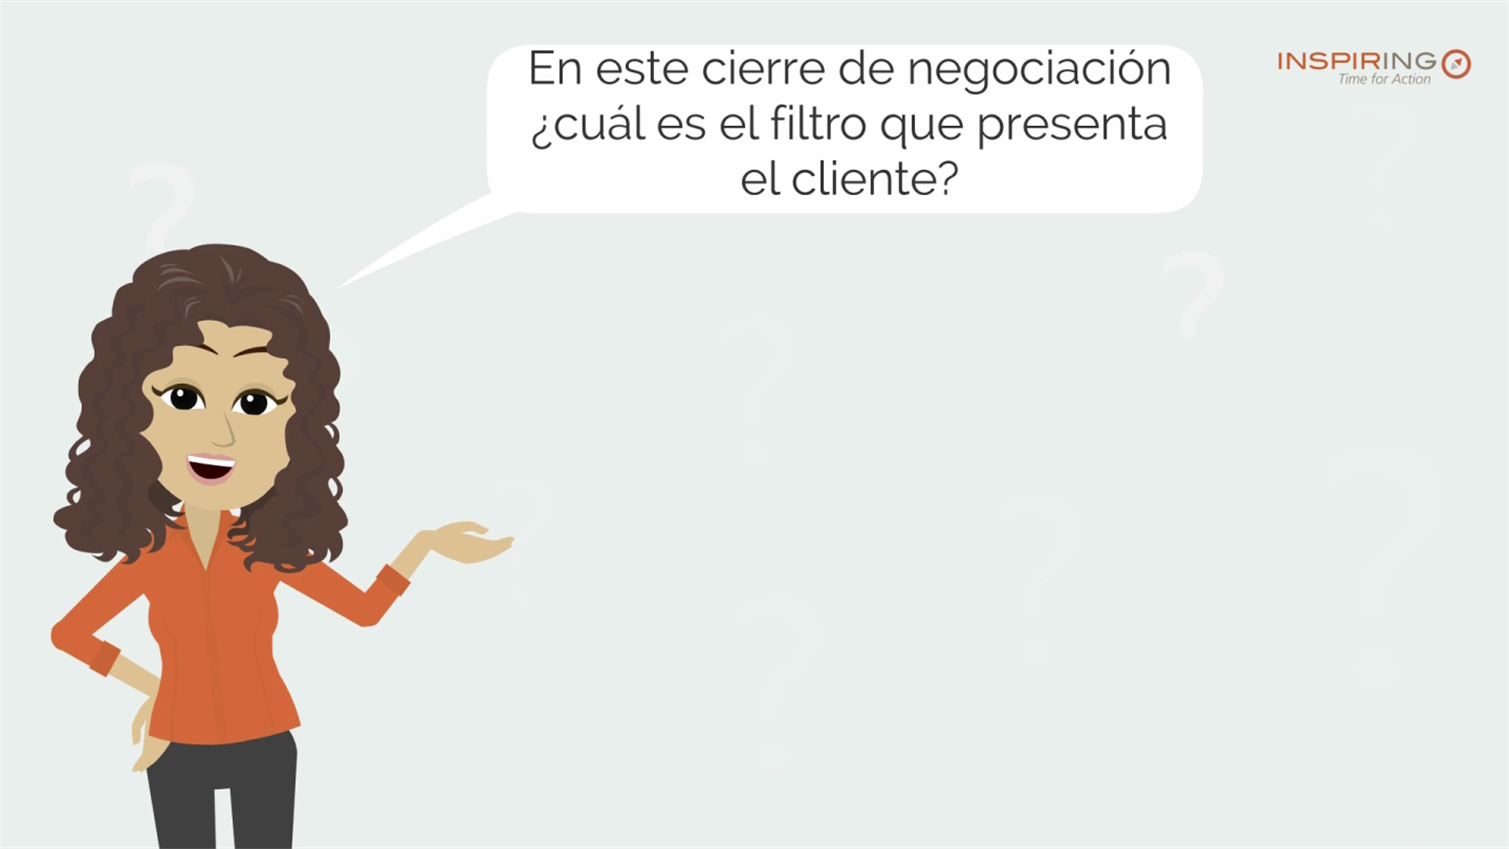 En este cierre de negociación
¿cuál es el filtro que presenta
el cliente?
INSPIRING
Time for Action